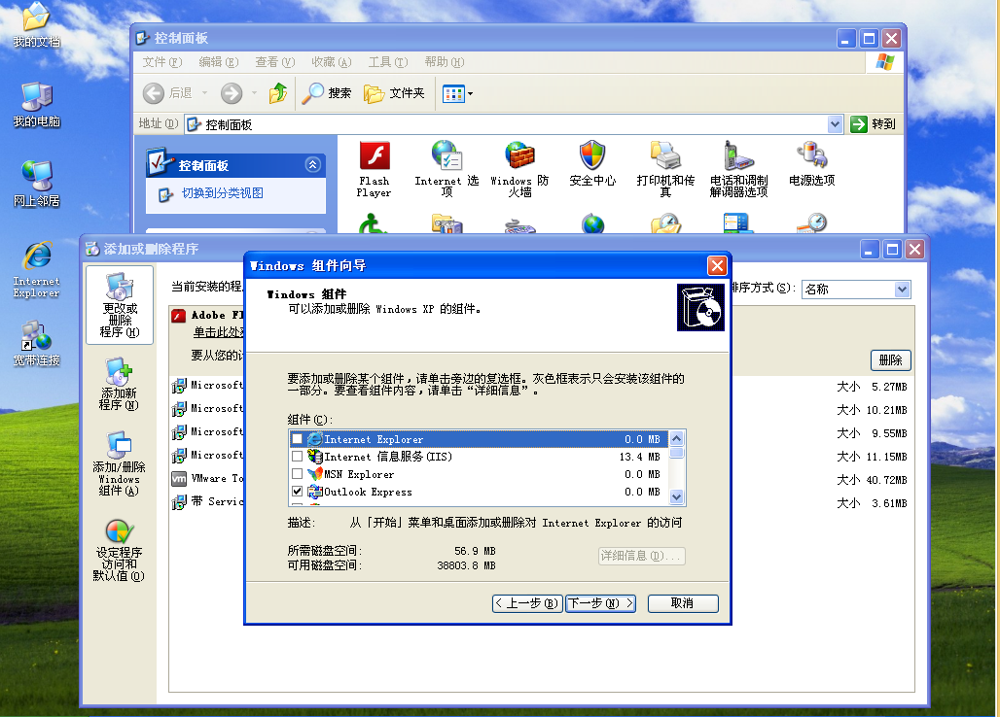 我的文档
我的电脑
网上邻居
Internet
Explorer
宽带连接
控制面板
文件(F) 编辑(E) 查看(V) 收藏(A) 工具(T) 帮助(H)
后退 搜索 文件夹
地址(D) 控制面板 转到
控制面板
切换到分类视图
Flash
Player
Internet 选
项
Windows 防
火墙
安全中心
打印机和传
真
电话和调制
解调器选项
电源选项
添加或删除程序
更改或
删除
程序(H)
添加新
程序(N)
添加/删除
Windows
组件(A)
设定程序
访问和
默认值(O)
当前安装的程
排序方式(S): 名称
Adobe Fl
单击此处
要从您的
删除
Microsoft
大小 5.27MB
Microsoft
大小 10.21MB
Microsoft
大小 9.55MB
Microsoft
大小 11.15MB
VMware To
大小 40.72MB
带 Servic
大小 3.61MB
Windows 组件向导
Windows 组件
可以添加或删除 Windows XP 的组件。
要添加或删除某个组件，请单击旁边的复选框。灰色框表示只会安装该组件的
一部分。要查看组件内容，请单击“详细信息”。
组件(C):
Internet Explorer 0.0 MB
Internet 信息服务(IIS) 13.4 MB
MSN Explorer 0.0 MB
Outlook Express 0.0 MB
描述: 从「开始」菜单和桌面添加或删除对 Internet Explorer 的访问
所需磁盘空间: 56.9 MB
可用磁盘空间: 38803.8 MB
详细信息(D)...
< 上一步(B) 下一步(N) > 取消